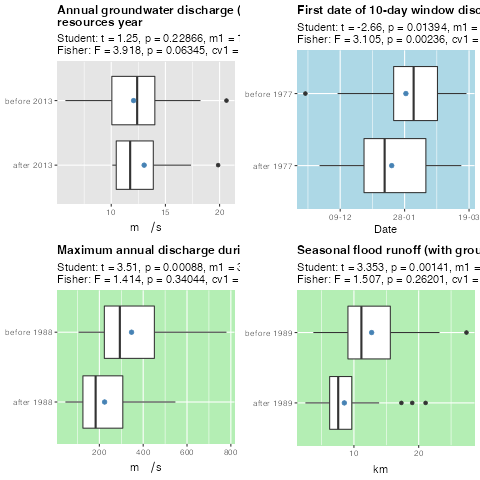 Annual groundwater discharge (
resources year
Student: t = 1.25, p = 0.22866, m1 =
Fisher: F = 3.918, p = 0.06345, cv1 =
before 2013
after 2013
10 15 20
m /s
First date of 10-day window disc
Student: t = -2.66, p = 0.01394, m1 =
Fisher: F = 3.105, p = 0.00236, cv1 =
before 1977
after 1977
09-12 28-01 19-03
Date
Maximum annual discharge duri
Student: t = 3.51, p = 0.00088, m1 =
Fisher: F = 1.414, p = 0.34044, cv1 =
before 1988
after 1988
200 400 600 800
m /s
Seasonal flood runoff (with grou
Student: t = 3.353, p = 0.00141, m1 =
Fisher: F = 1.507, p = 0.26201, cv1 =
before 1989
after 1989
10 20
km